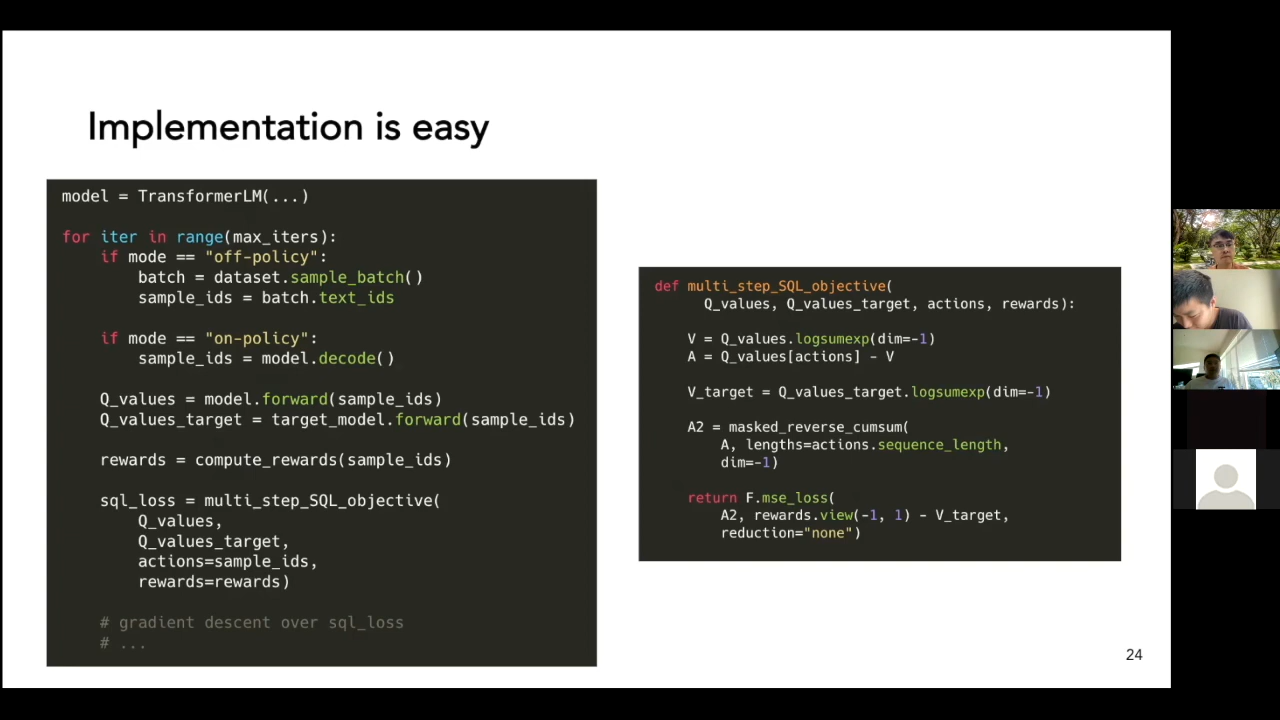 Implementation is easy
model = TransformerLM(...)
for iter in range(max_iters):
if mode == "off-policy":
batch = dataset.sample_batch()
sample_ids = batch.text_ids
if mode == "on-policy":
sample_ids = model.decode()
Q_values = model.forward(sample_ids)
Q_values_target = target_model.forward(sample_ids)
rewards = compute_rewards(sample_ids)
sql_loss = multi_step_SQL_objective(
Q_values,
Q_values_target,
actions=sample_ids,
rewards=rewards)
# gradient descent over sql_loss
# ...
def multi_step_SQL_objective(
Q_values, Q_values_target, actions, rewards):
V = Q_values.logsumexp(dim=-1)
A = Q_values[actions] - V
V_target = Q_values_target.logsumexp(dim=-1)
A2 = masked_reverse_cumsum(
A, lengths=actions.sequence_length,
dim=-1)
return F.mse_loss(
A2, rewards.view(-1, 1) - V_target,
reduction="none")
24